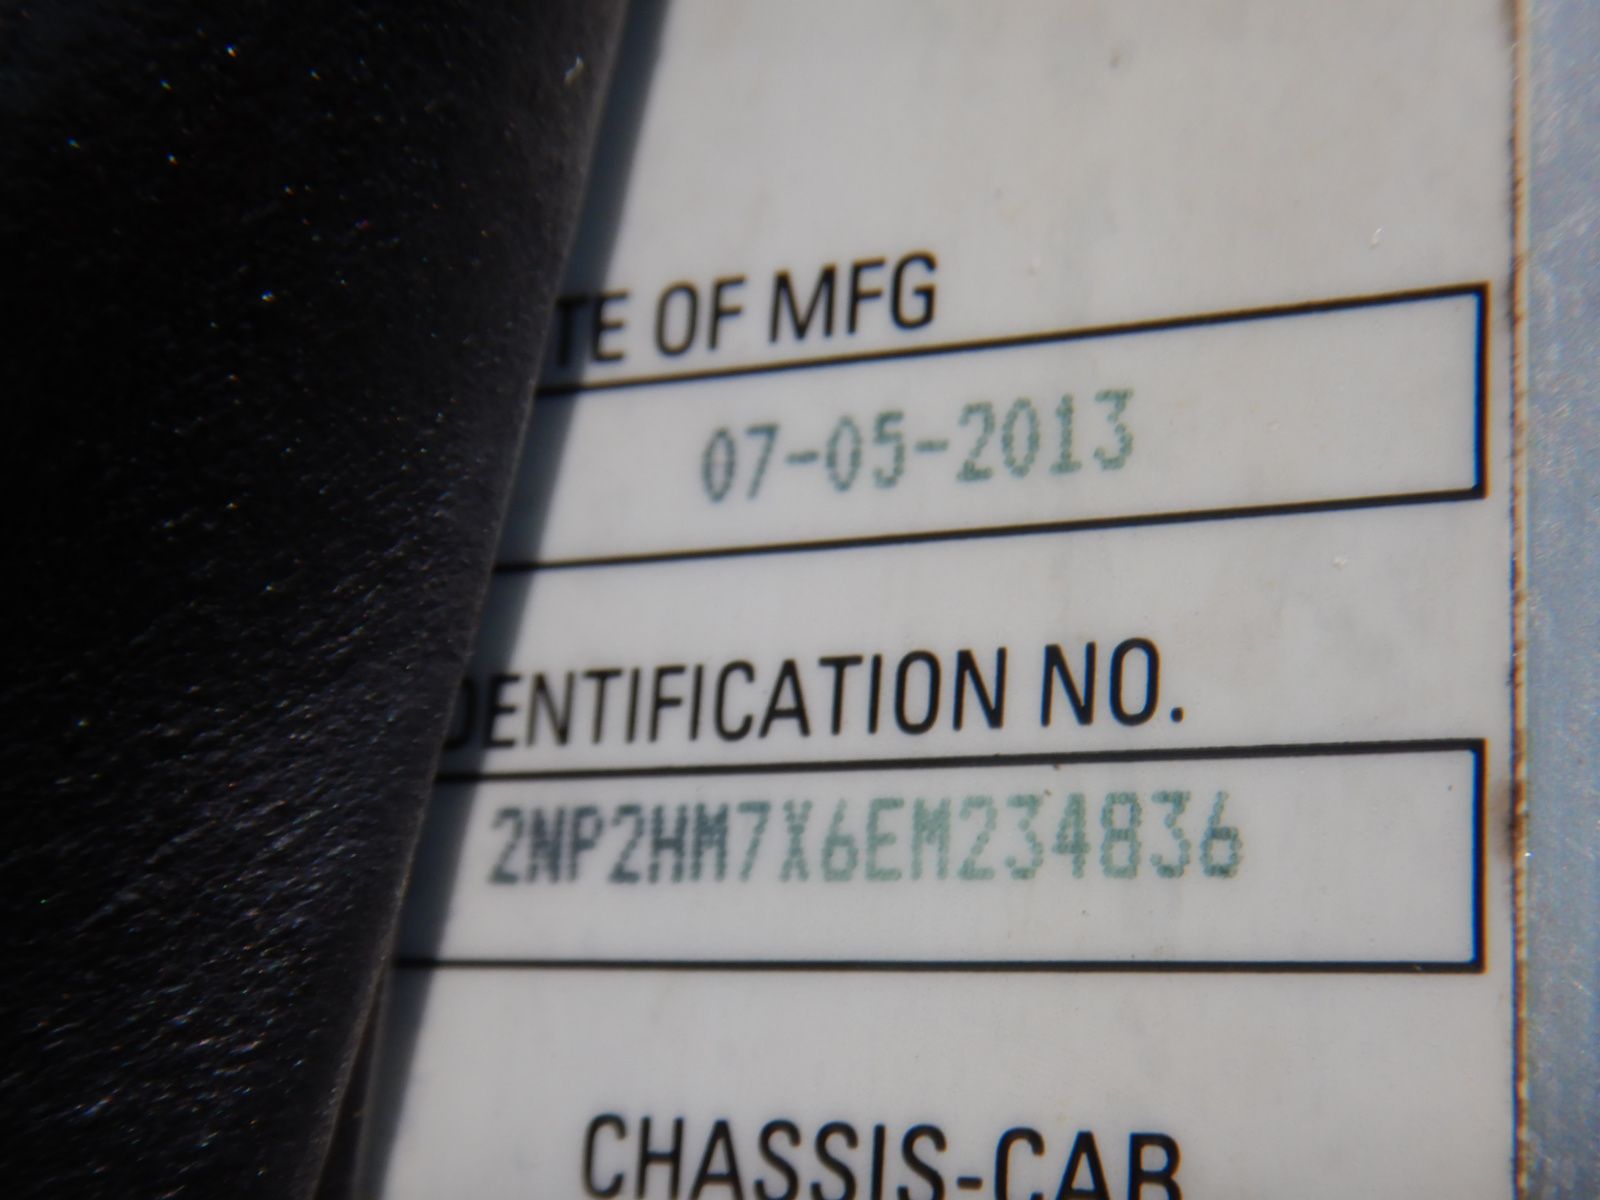 TE OF MFG
07-05-2013
DENTIFICATION NO.
2NP2HM7X6EM234836
CHASSIS-CAB